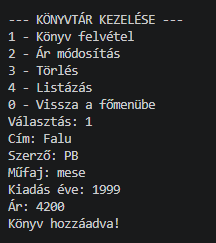 --- KÖNYVTÁR KEZELÉSE ---
1 - Könyv felvétel
2 - Ár módosítás
3 - Törlés
4 - Listázás
0 - Vissza a főmenübe
Választás: 1
Cím: Falu
Szerző: PB
Műfaj: mese
Kiadás éve: 1999
Ár: 4200
Könyv hozzáadva!